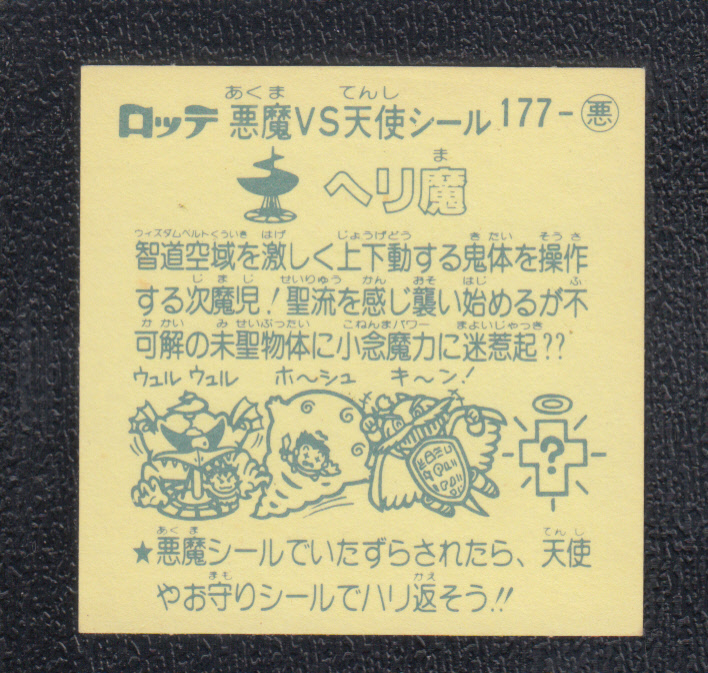 あくま てんし
ロッテ 悪魔VS天使シール 177-悪
ま
ヘリ魔
ウィズダムベルトくういき はげ じょうげどう きたい そうさ
智道空域を激しく上下動する鬼体を操作
じまじ せいりゅう かん おそ はじ ふ
する次魔児!聖流を感じ襲い始めるが不
かかい みせいぶったい こねんまパワー まよいじゃっき
可解の未聖物体に小念魔力に迷惹起??
ウュルウュル ホ〜シュ キ〜ン!
?
あくま てんし
★悪魔シールでいたずらされたら、天使
まも かえ
やお守りシールでハリ返そう!!